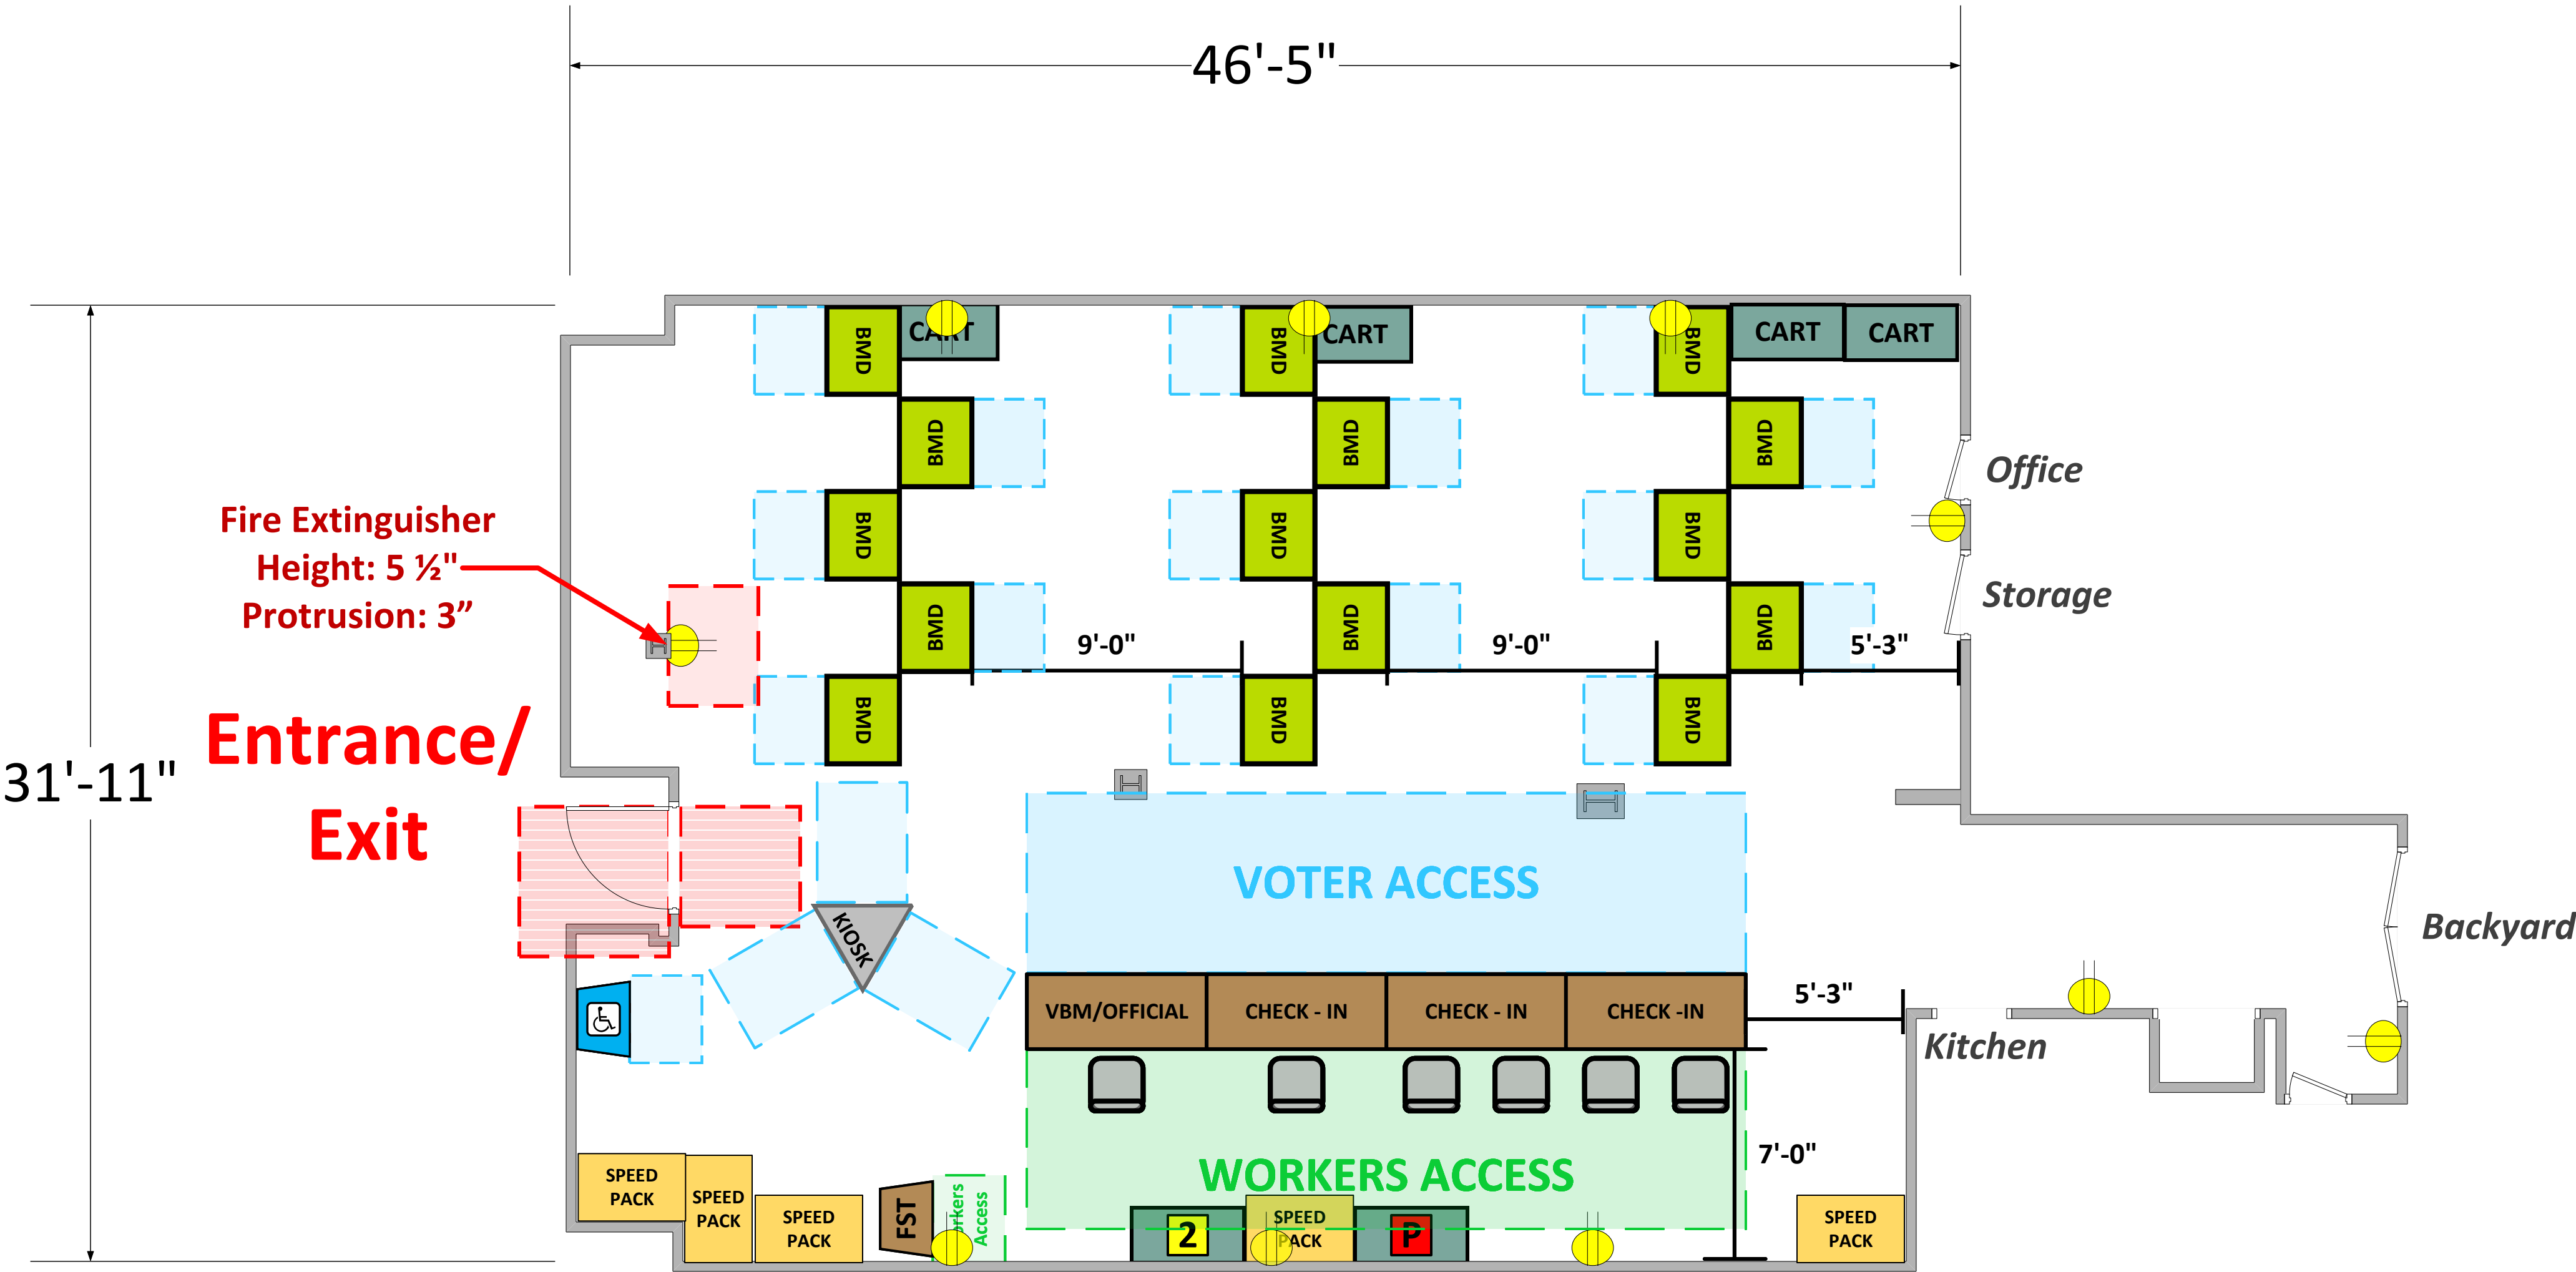 46'-5"
CART
CART
CART
CART
BMD
BMD
BMD
BMD
BMD
BMD
Office
Fire Extinguisher
Height: 5 ½"
Protrusion: 3”
BMD
BMD
BMD
Storage
BMD
BMD
BMD
9'-0"
9'-0"
5'-3"
BMD
BMD
BMD
Entrance/
Exit
31'-11"
VOTER ACCESS
KIOSK
Backyard
VBM/OFFICIAL
CHECK - IN
CHECK - IN
CHECK -IN
5'-3"
Kitchen
WORKERS ACCESS
7'-0"
SPEED
PACK
SPEED
PACK
SPEED
PACK
FST
Access
2
SPEED
PACK
P
SPEED
PACK